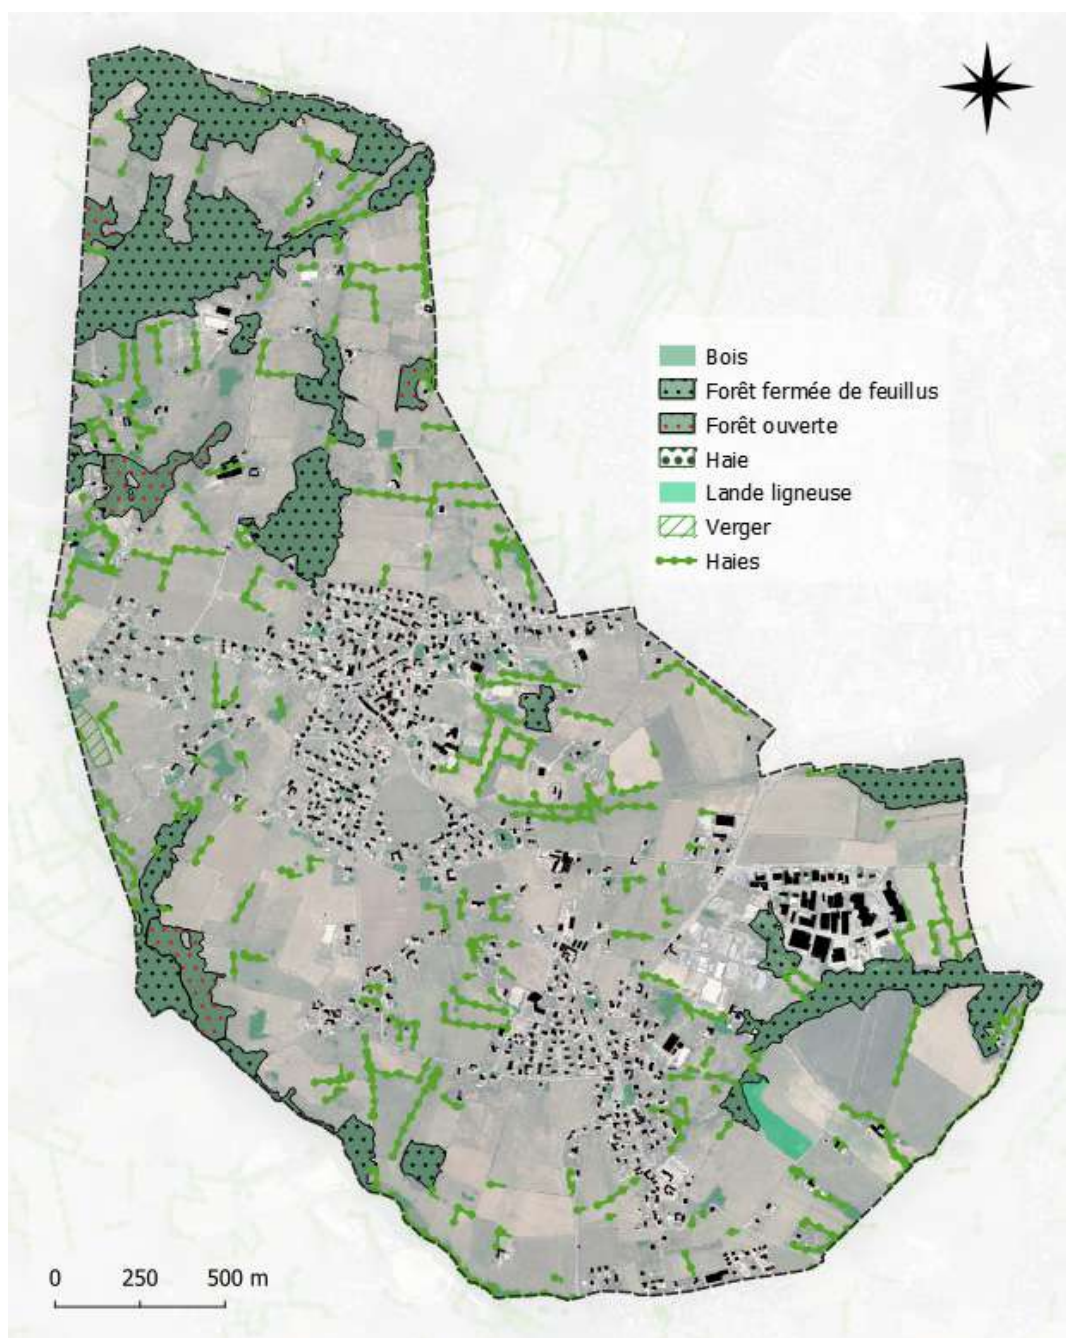 Bois
Forêt fermée de feuillus
Forêt ouverte
Haie
Lande ligneuse
Verger
Haies
0 250 500 m